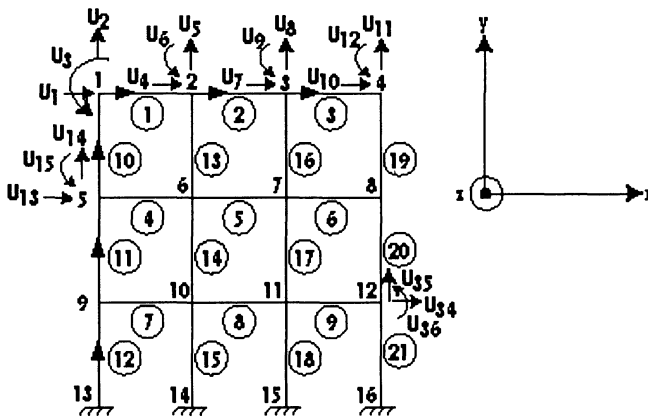 U2
U5 U8 U11
U3 U6 U9 U12
1 U4 2 U7 3 U10 4
U1
1 2 3
U14
U15 10 13 16 19
U13 5 6 7 8
4 5 6
11 14 17 20
9 10 11 12 U35
U34
U36
7 8 9
12 15 18 21
13 14 15 16
y
z x